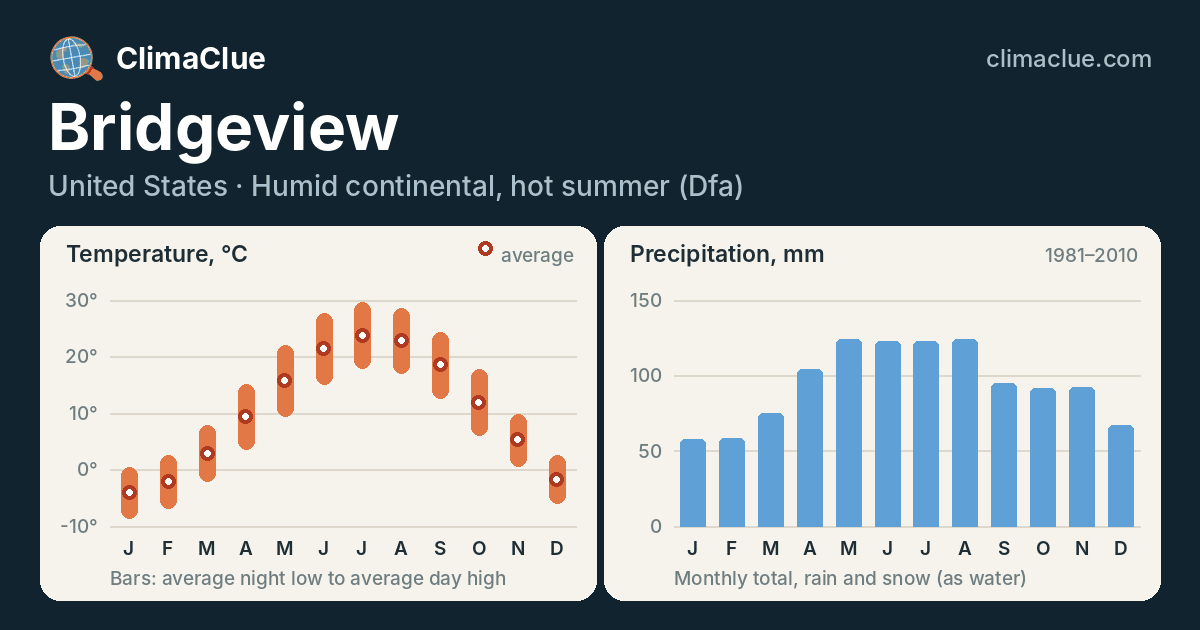 ClimaClue
climaclue.com
Bridgeview
United States · Humid continental, hot summer (Dfa)
Temperature, °C
average
30°
20°
10°
0°
-10°
J F M A M J J A S O N D
Bars: average night low to average day high
Precipitation, mm
1981–2010
150
100
50
0
J F M A M J J A S O N D
Monthly total, rain and snow (as water)